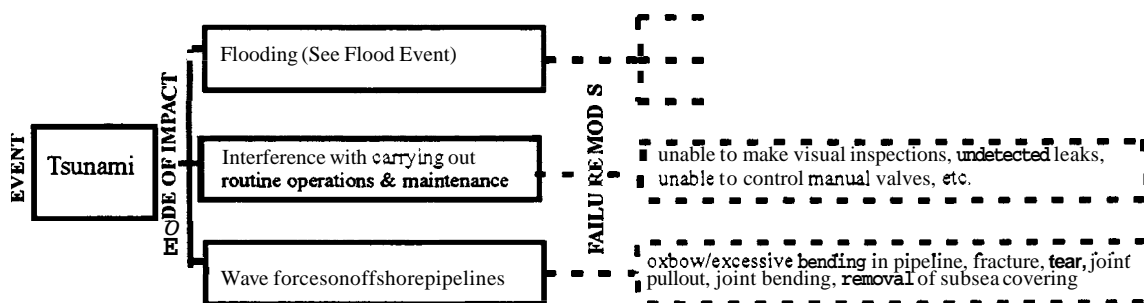 EVENT
Tsunami
MODE OF IMPACT
Flooding (See Flood Event)
Interference with carrying out
routine operations & maintenance
Wave forcesonoffshorepipelines
FAILURE MOD S
unable to make visual inspections, undetected leaks,
unable to control manual valves, etc.
oxbow/excessive bending in pipeline, fracture, tear, joint
pullout, joint bending, removal of subsea covering